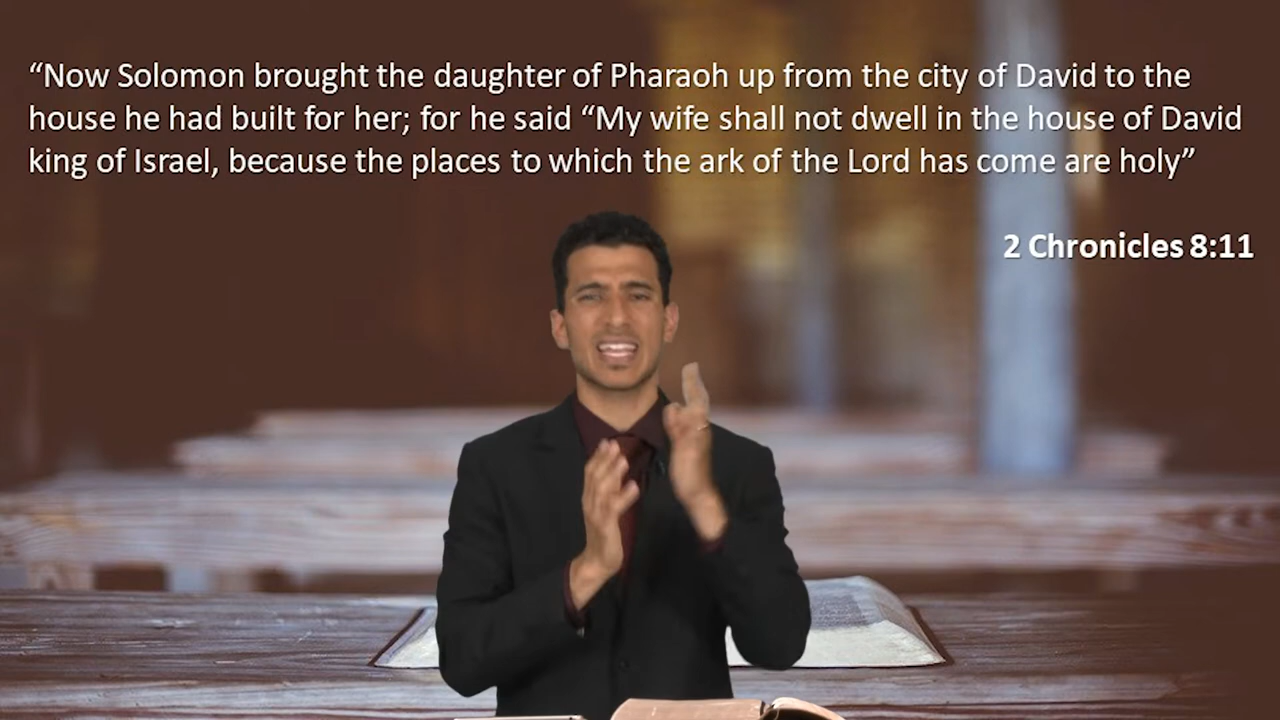 “Now Solomon brought the daughter of Pharaoh up from the city of David to the
house he had built for her; for he said “My wife shall not dwell in the house of David
king of Israel, because the places to which the ark of the Lord has come are holy”
2 Chronicles 8:11